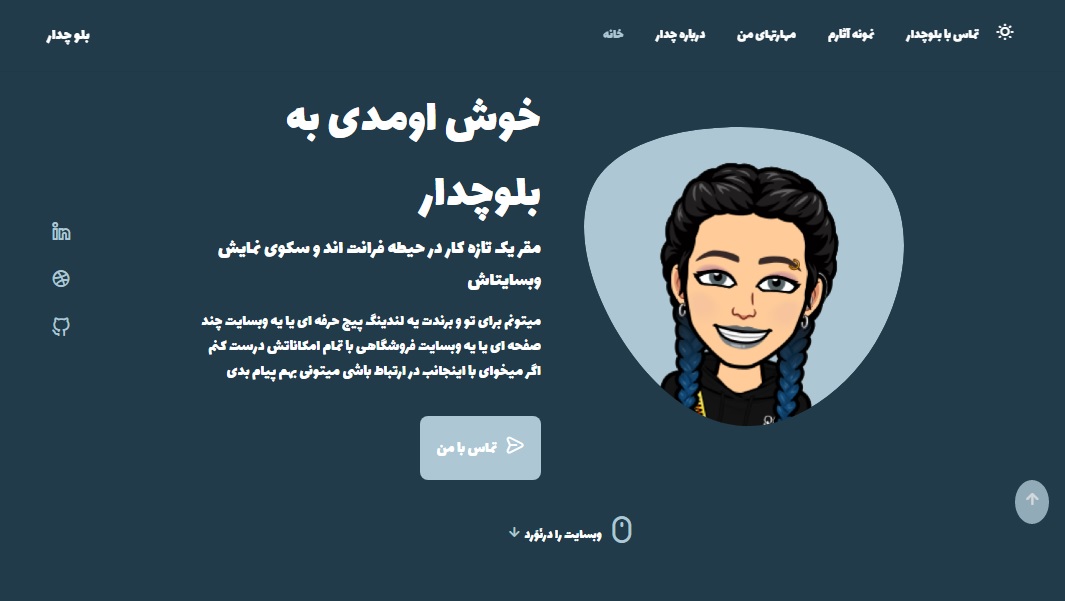 تماس با بلوچدار
نمونه آثارم
مهارتهای من
درباره چدار
خانه
بلو چدار
خوش اومدی به
بلوچدار
مقر یک تازه کار در حیطه فرانت اند و سکوی نمایش
وبسایتاش
میتونم برای تو و برندت یه لندینگ پیج حرفه ای یا یه وبسایت چند
صفحه ای یا یه وبسایت فروشگاهی با تمام امکاناتش درست کنم
اگر میخوای با اینجانب در ارتباط باشی میتونی بهم پیام بدی
تماس با من
وبسایت را درنَوَرد